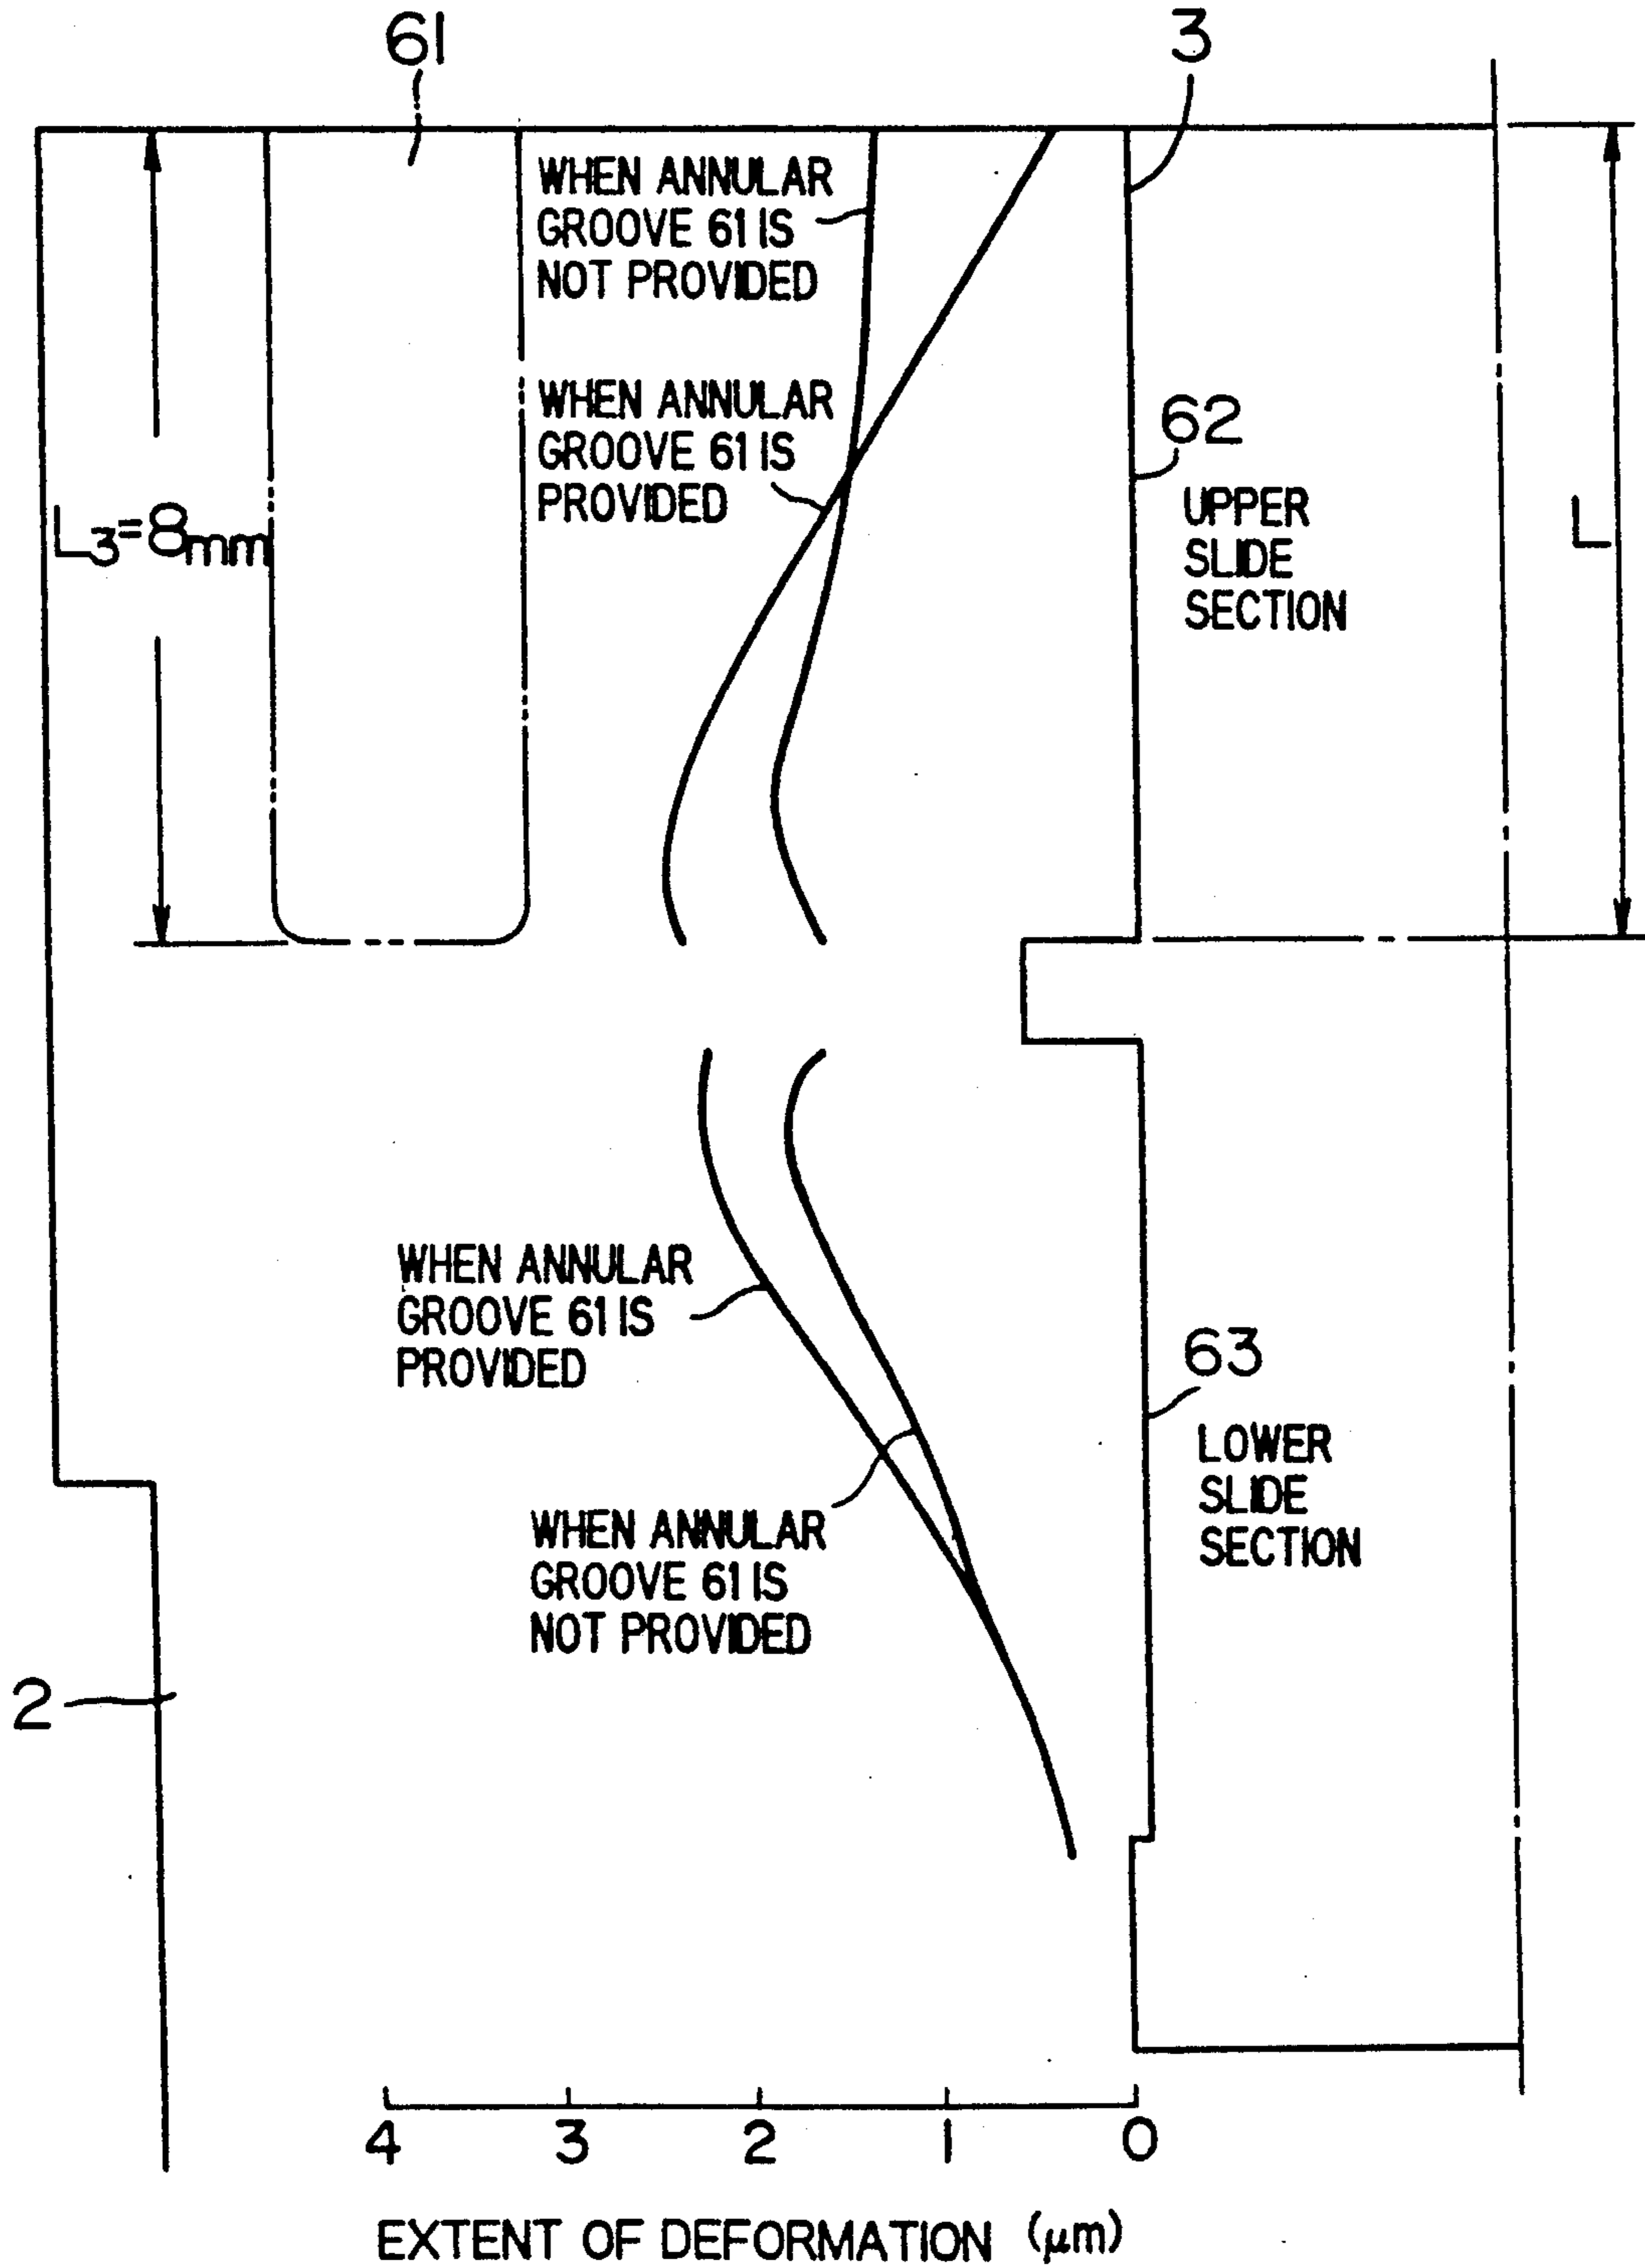 61
3
WHEN ANNULAR
GROOVE 61 IS
NOT PROVIDED
WHEN ANNULAR
GROOVE 61 IS
PROVIDED
62
UPPER
SLIDE
SECTION
L3=8mm
L
WHEN ANNULAR
GROOVE 61 IS
PROVIDED
63
LOWER
SLIDE
SECTION
WHEN ANNULAR
GROOVE 61 IS
NOT PROVIDED
2
4 3 2 1 0
EXTENT OF DEFORMATION (μm)